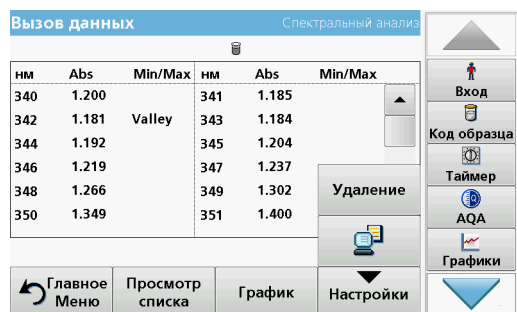 Вызов данных Спектральный анализ
нм Abs Min/Max нм Abs Min/Max
340 1.200 341 1.185
342 1.181 Valley 343 1.184
344 1.192 345 1.204
346 1.219 347 1.237
348 1.266 349 1.302
350 1.349 351 1.400
Удаление
Главное Меню
Просмотр списка
График
Настройки
Вход
Код образца
Таймер
AQA
Графики